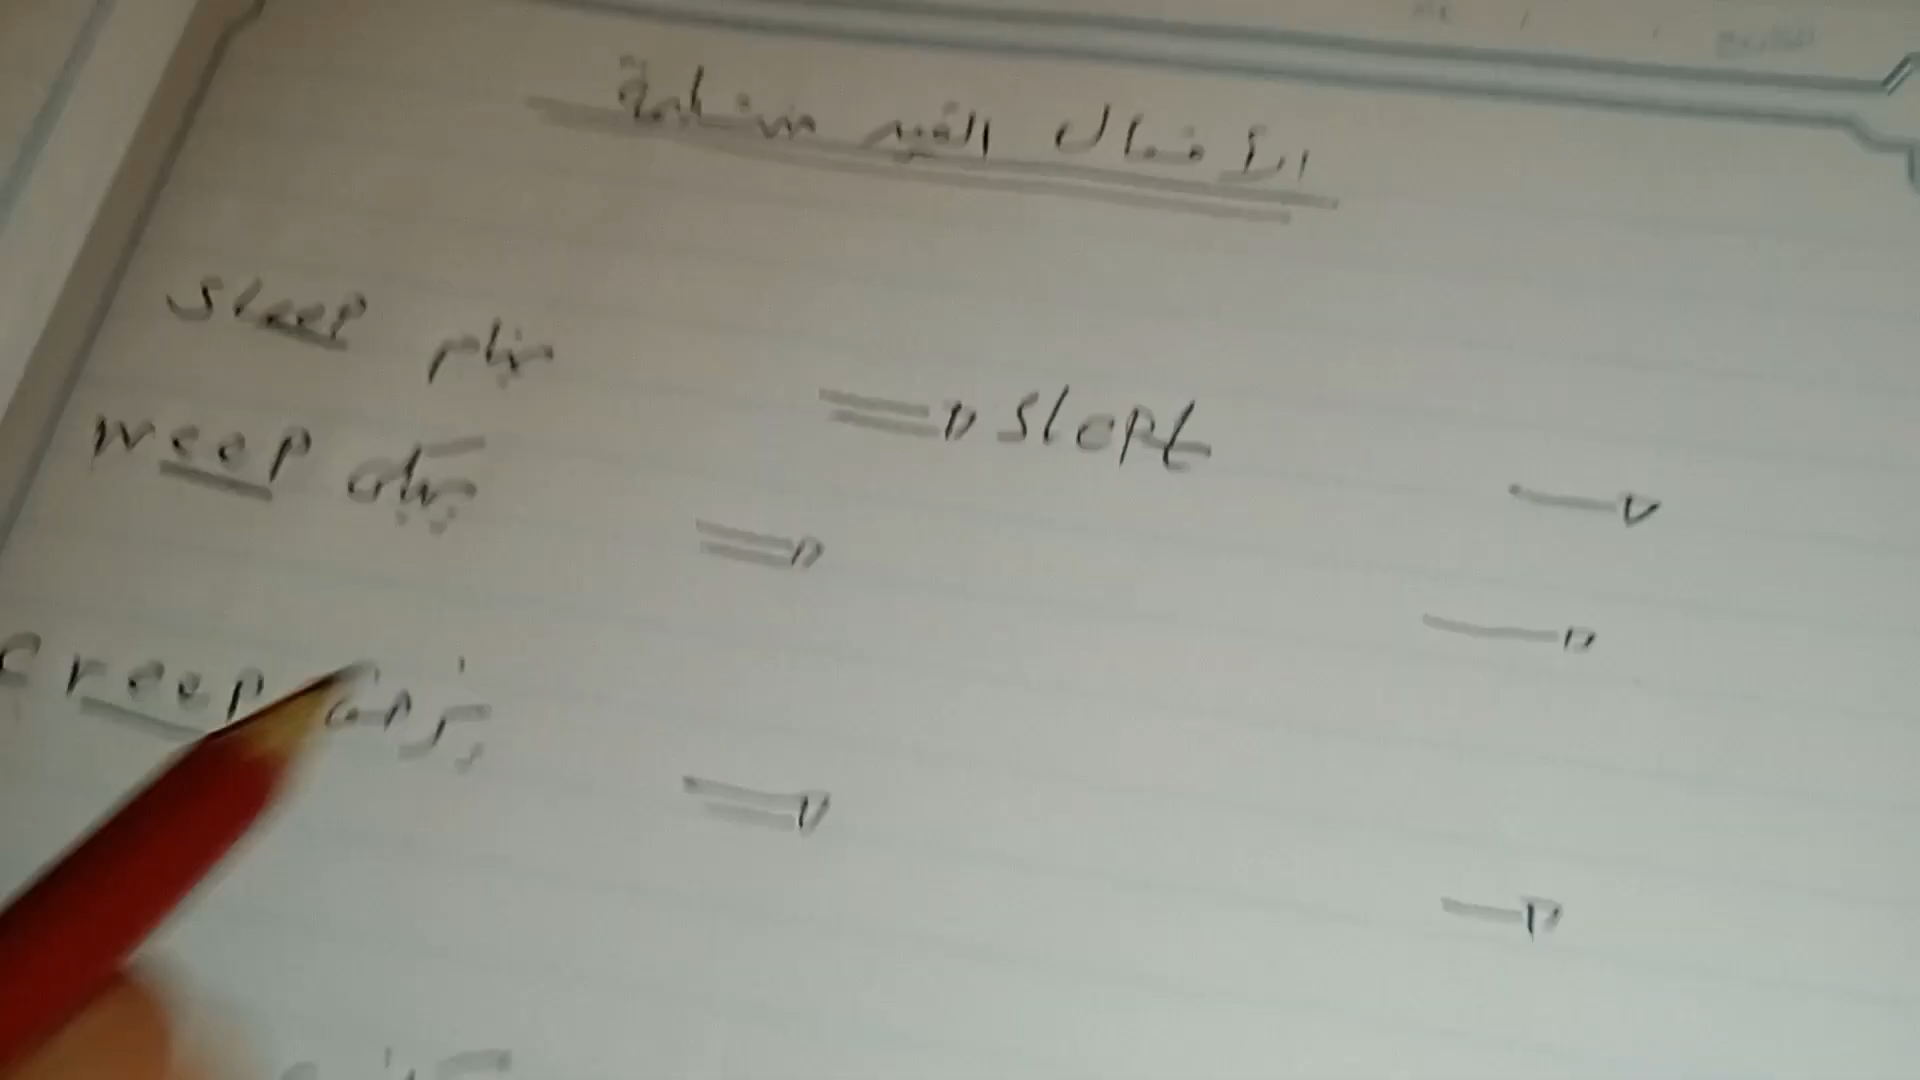 الأفعال الغير منتظمة
sleep ينام => slept
weep يبكي
creep يزحف